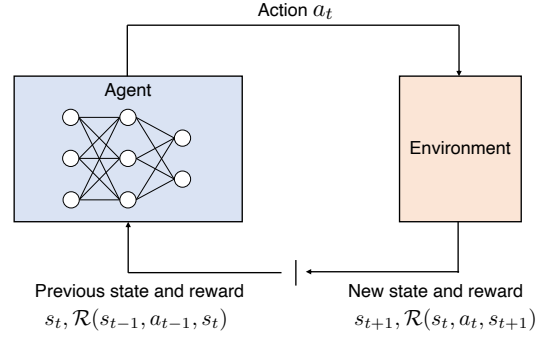 Action $a_t$
Agent
Environment
Previous state and reward
$s_t, \mathcal{R}(s_{t-1}, a_{t-1}, s_t)$
New state and reward
$s_{t+1}, \mathcal{R}(s_t, a_t, s_{t+1})$